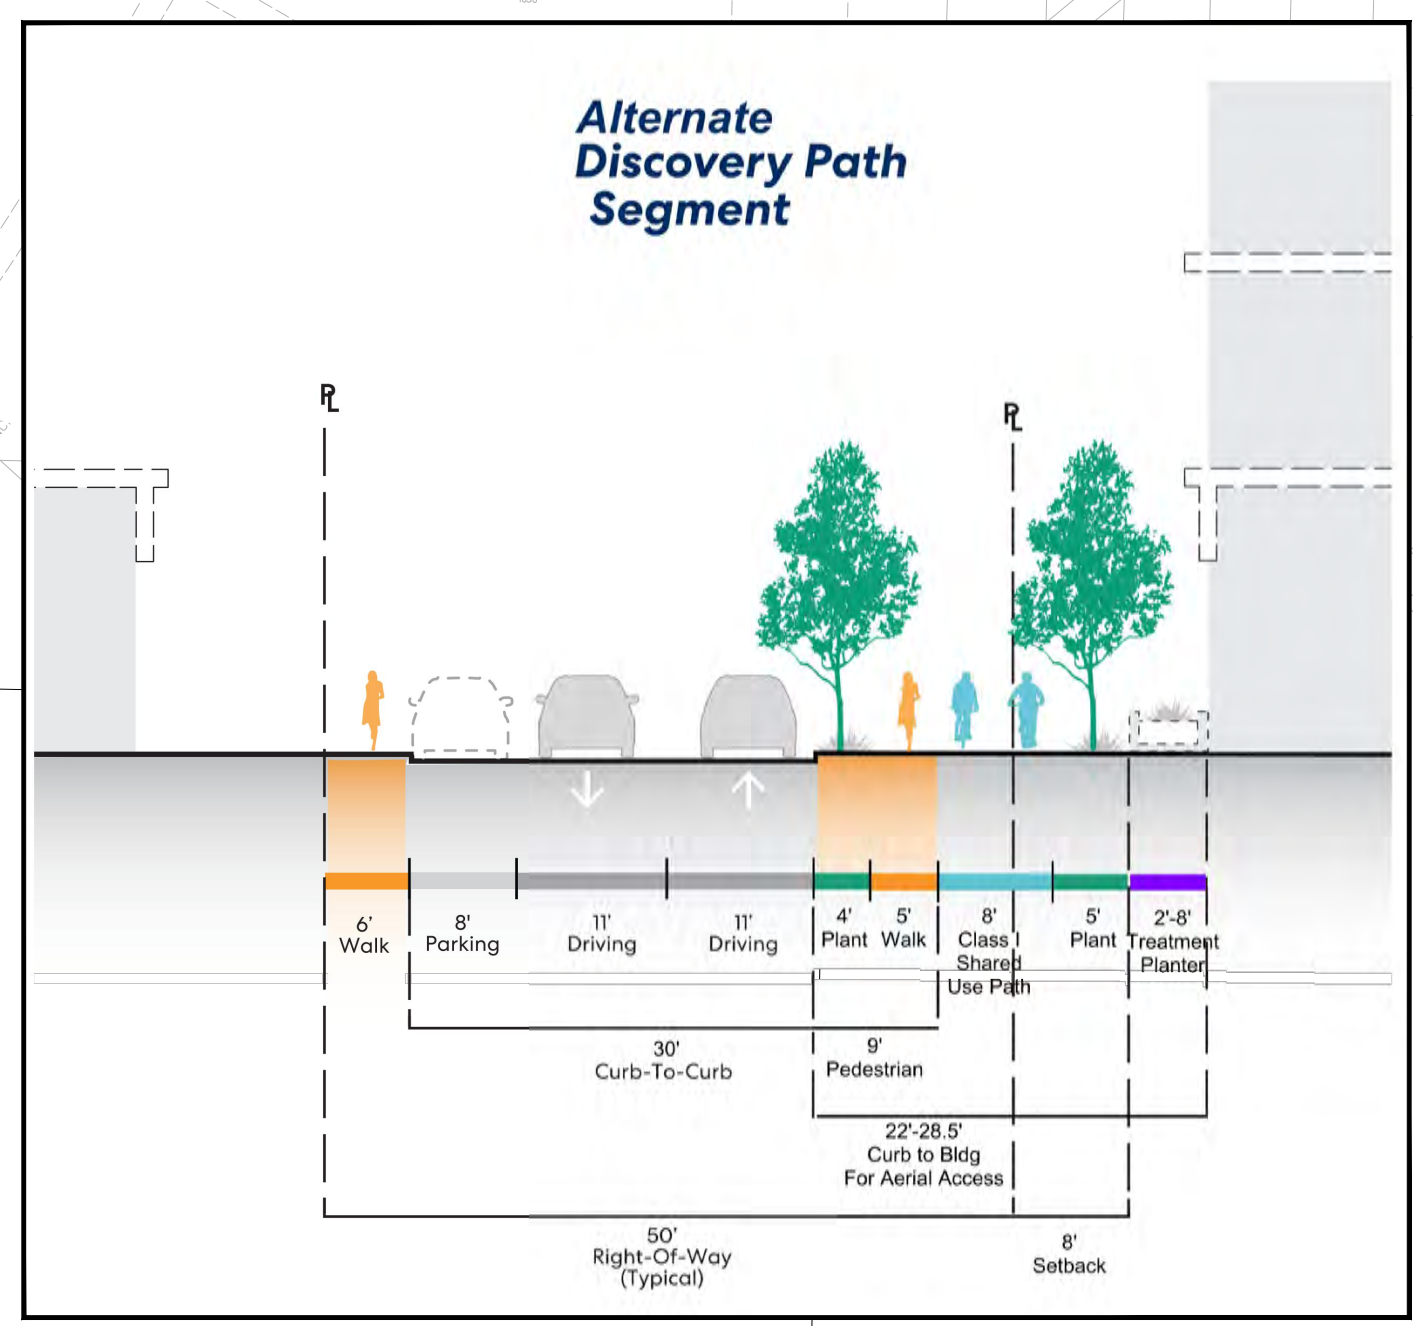 Alternate
Discovery Path
Segment
PL
PL
6' 8' 11' 11' 4' 5' 8' 5' 2'-8'
Walk Parking Driving Driving Plant Walk Class I Plant Treatment
Shared Planter
Use Path
30' 9'
Curb-To-Curb Pedestrian
22'-28.5'
Curb to Bldg
For Aerial Access
50' 8'
Right-Of-Way Setback
(Typical)